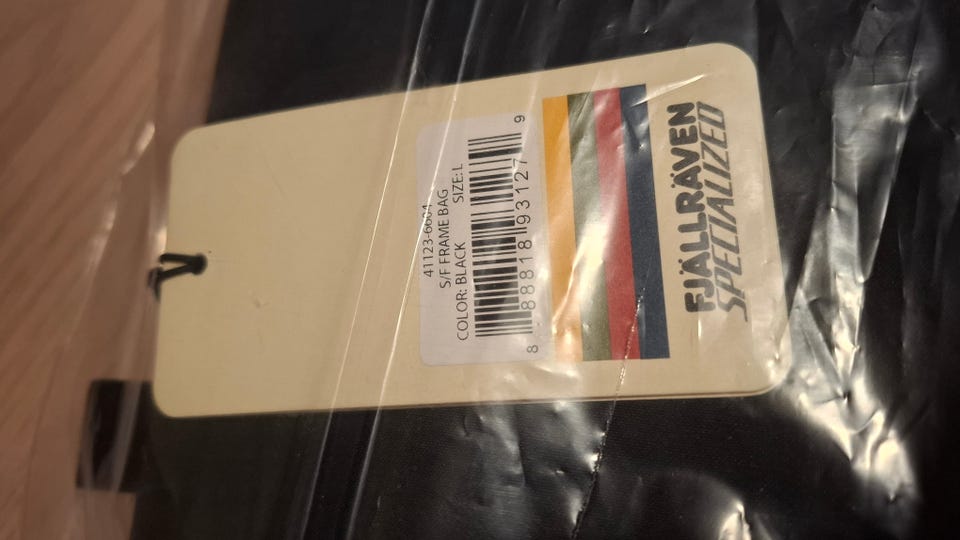 41123-6604
S/F FRAME BAG
COLOR: BLACK SIZE: L
8 88818 93127 9
FJÄLLRÄVEN
SPECIALIZED